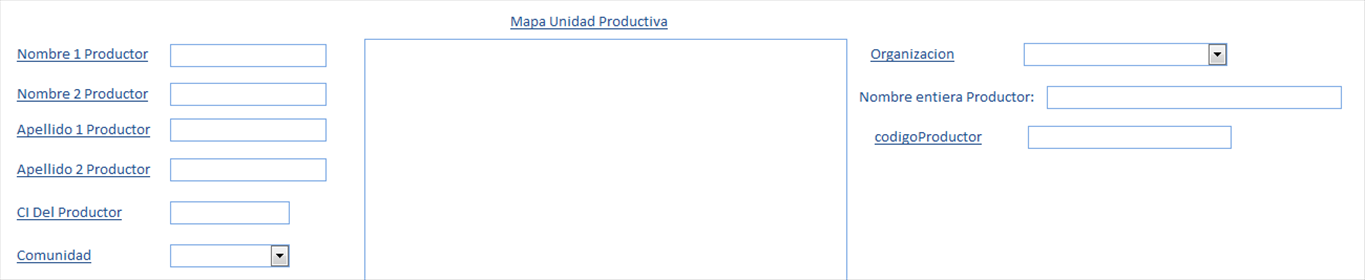 Mapa Unidad Productiva
Nombre 1 Productor
Nombre 2 Productor
Apellido 1 Productor
Apellido 2 Productor
CI Del Productor
Comunidad
Organizacion
Nombre entiera Productor:
codigoProductor